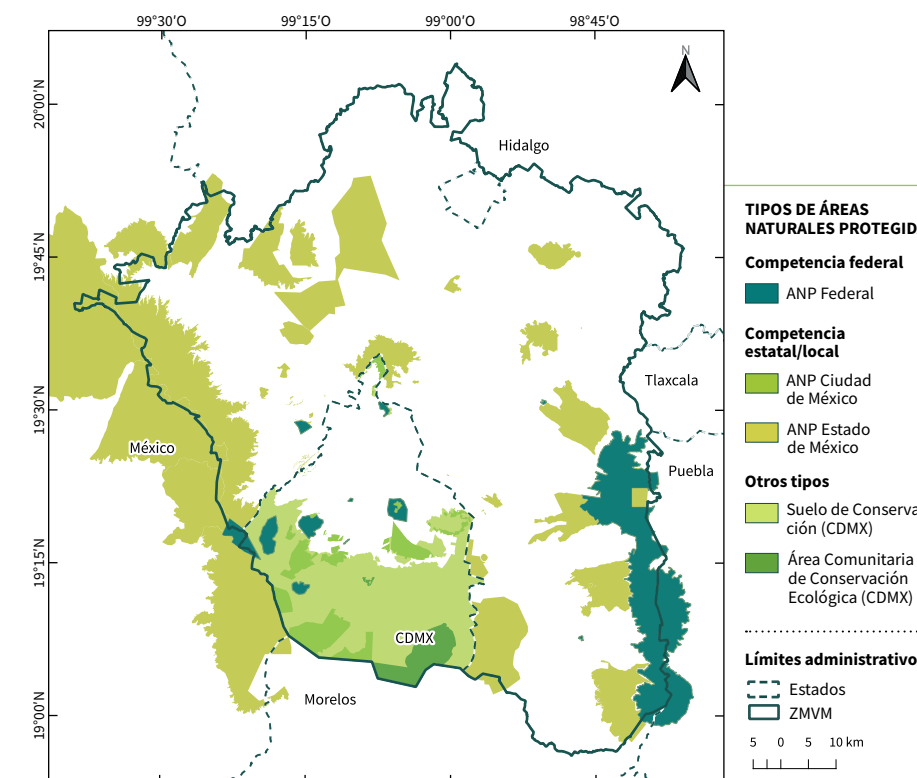 99°30'O 99°15'O 99°00'O 98°45'O
N
20°00'N
19°45'N
19°30'N
19°15'N
19°00'N
Hidalgo
Tlaxcala
México
Puebla
CDMX
Morelos
TIPOS DE ÁREAS
NATURALES PROTEGID
Competencia federal
ANP Federal
Competencia
estatal/local
ANP Ciudad
de México
ANP Estado
de México
Otros tipos
Suelo de Conserva
ción (CDMX)
Área Comunitaria
de Conservación
Ecológica (CDMX)
Límites administrativo
Estados
ZMVM
5 0 5 10 km